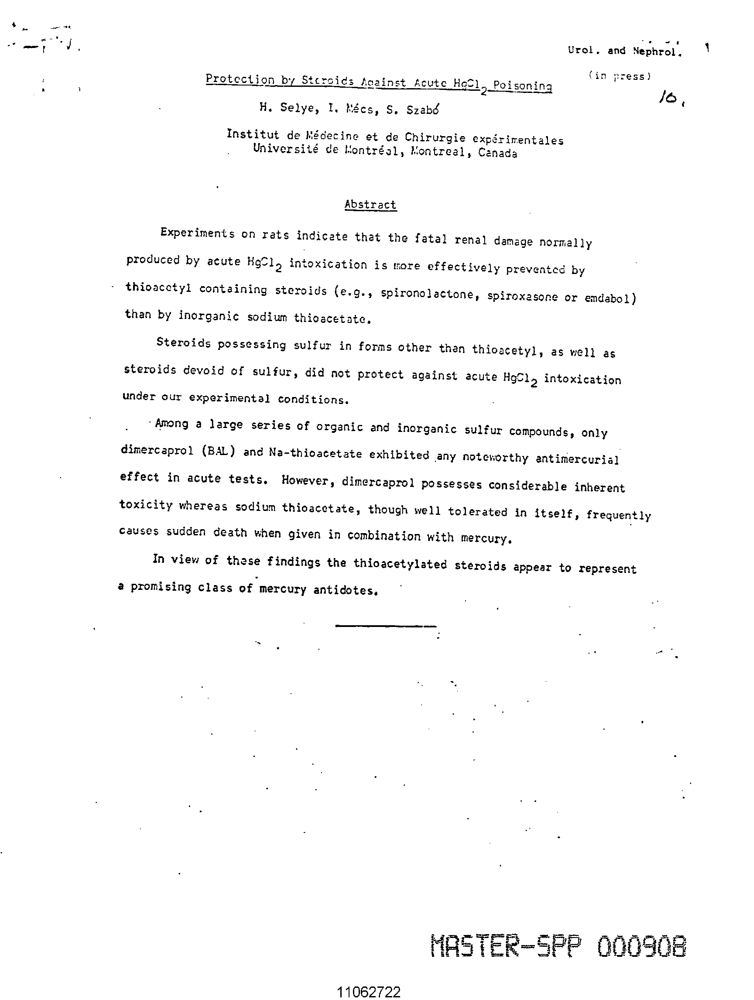 Urol. and Nephrol. 1
(in press)
10.
Protection by Steroids Against Acute HgCl2 Poisoning
H. Selye, I. Mécs, S. Szabó
Institut de Médecine et de Chirurgie expérimentales
Université de Montréal, Montreal, Canada
Abstract
Experiments on rats indicate that the fatal renal damage normally
produced by acute HgCl2 intoxication is more effectively prevented by
thioacetyl containing steroids (e.g., spironolactone, spiroxasone or emdabol)
than by inorganic sodium thioacetate.
Steroids possessing sulfur in forms other than thioacetyl, as well as
steroids devoid of sulfur, did not protect against acute HgCl2 intoxication
under our experimental conditions.
Among a large series of organic and inorganic sulfur compounds, only
dimercaprol (BAL) and Na-thioacetate exhibited any noteworthy antimercurial
effect in acute tests. However, dimercaprol possesses considerable inherent
toxicity whereas sodium thioacetate, though well tolerated in itself, frequently
causes sudden death when given in combination with mercury.
In view of these findings the thioacetylated steroids appear to represent
a promising class of mercury antidotes.
MASTER-SPP 000908
11062722